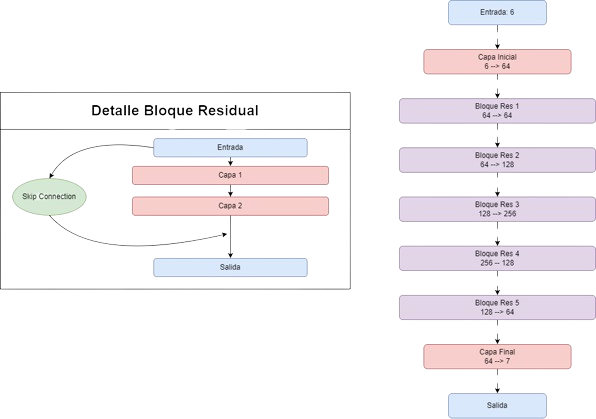 Detalle Bloque Residual
Entrada
Capa 1
Capa 2
Skip Connection
Salida
Entrada: 6
Capa Inicial
6 --> 64
Bloque Res 1
64 --> 64
Bloque Res 2
64 --> 128
Bloque Res 3
128 --> 256
Bloque Res 4
256 -- 128
Bloque Res 5
128 --> 64
Capa Final
64 --> 7
Salida